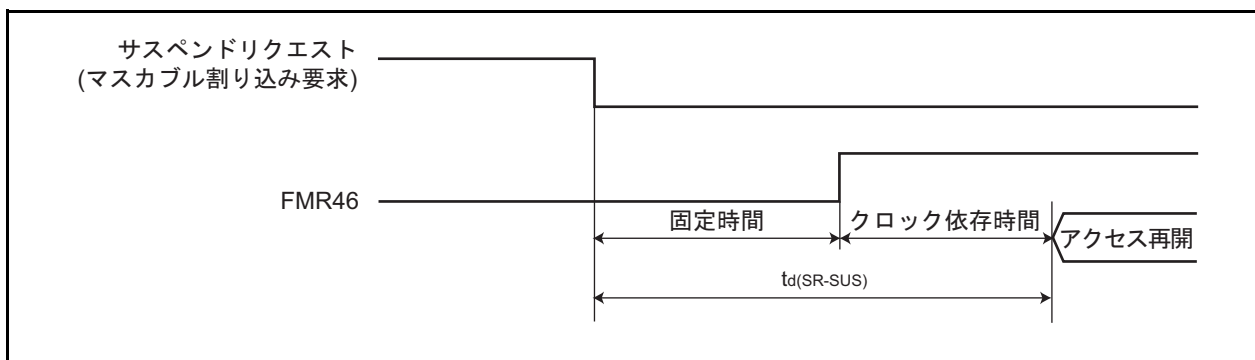 サスペンドリクエスト
(マスカブル割り込み要求)
FMR46
固定時間
クロック依存時間
アクセス再開
td(SR-SUS)